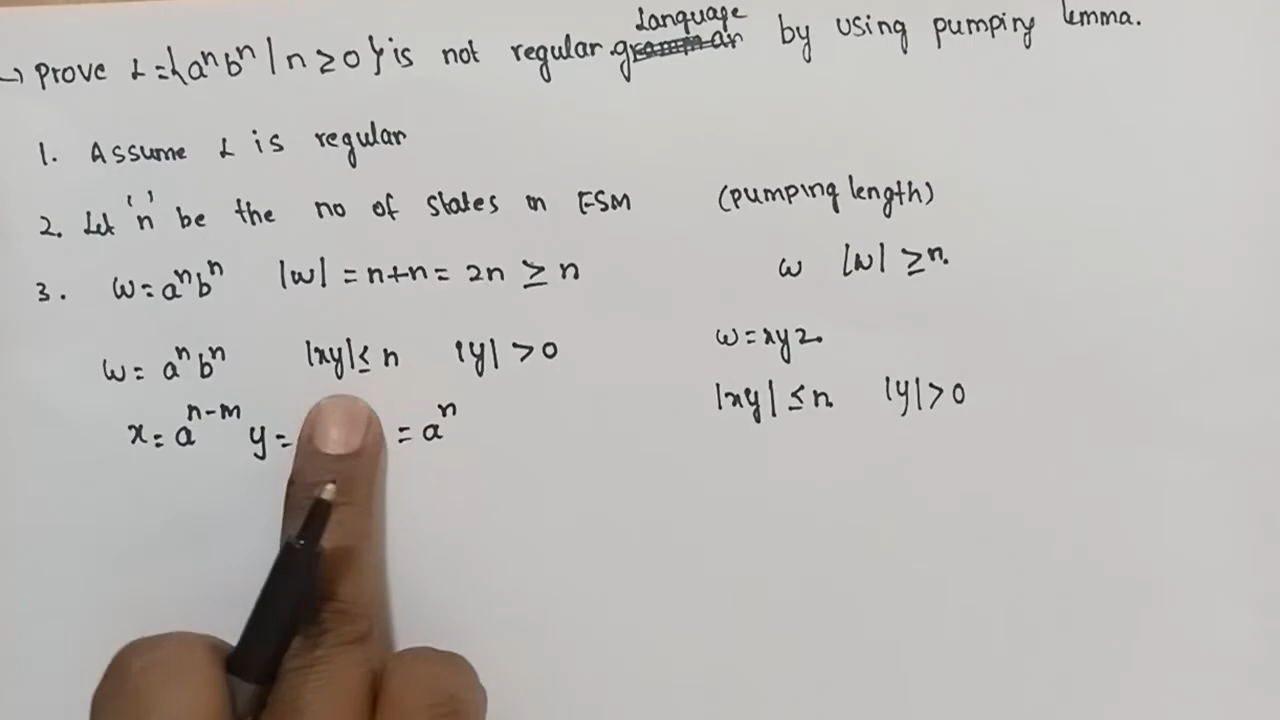 → Prove L={aⁿbⁿ | n ≥ 0} is not regular Language by using pumping lemma.
1. Assume L is regular
2. Let 'n' be the no of states in FSM (pumping length)
3. w = aⁿbⁿ |w| = n+n = 2n ≥ n w |w| ≥ n.
w = aⁿbⁿ |xy| ≤ n |y| > 0 w = xyz.
x = aⁿ⁻ᵐ y = = aⁿ |xy| ≤ n. |y| > 0